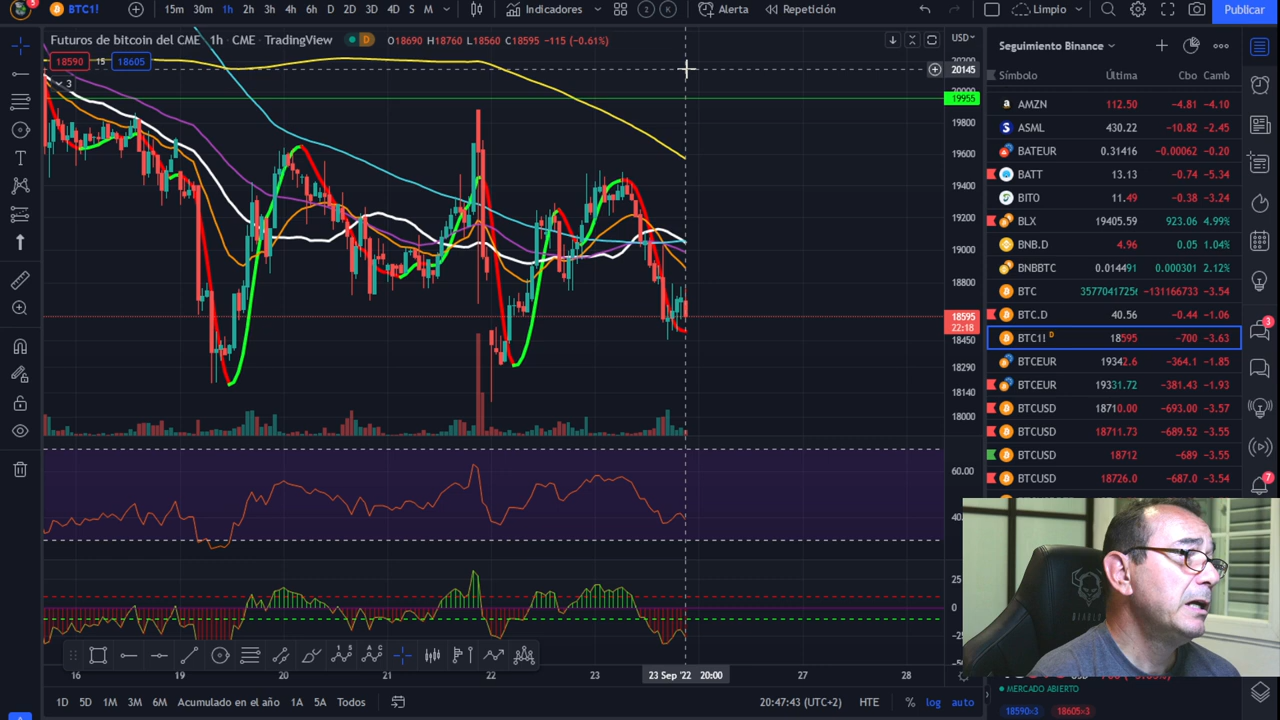 5
BTC1!
15m 30m 1h 2h 3h 4h 6h D 2D 3D 4D S M
Indicadores
2 K
Alerta
Repetición
Limpio
Publicar
Futuros de bitcoin del CME · 1h · CME · TradingView
D
O18690 H18760 L18560 C18595 −115 (−0.61%)
USD
18590 15 18605
3
20200
20145
20000
19955
19800
19600
19400
19200
19000
18800
18595
22:18
18450
18290
18140
18000
60.00
40.
25
0
−25
−50
16 19 20 21 22 23 23 Sep '22 20:00 27 28
1D 5D 1M 3M 6M Acumulado en el año 1A 5A Todos
20:47:43 (UTC+2) HTE % log auto
Seguimiento Binance
Símbolo Última Cbo Camb
AMZN 112.50 −4.81 −4.10
ASML 430.22 −10.82 −2.45
BATEUR 0.31416 −0.00062 −0.20
BATT 13.13 −0.74 −5.34
BITO 11.49 −0.38 −3.24
BLX 19405.59 923.06 4.99%
BNB.D 4.96 0.05 1.04%
BNBBTC 0.014491 0.000301 2.12%
BTC 35770417256 −131166733 −3.54
BTC.D 40.56 −0.44 −1.06
BTC1! D 18595 −700 −3.63
BTCEUR 19342.6 −364.1 −1.85
BTCEUR 19331.72 −381.43 −1.93
BTCUSD 18710.00 −693.00 −3.57
BTCUSD 18711.73 −689.52 −3.55
BTCUSD 18712 −689 −3.55
BTCUSD 18726.0 −687.0 −3.54
3
7
DIABLO
MERCADO ABIERTO
18590×3 18605×3